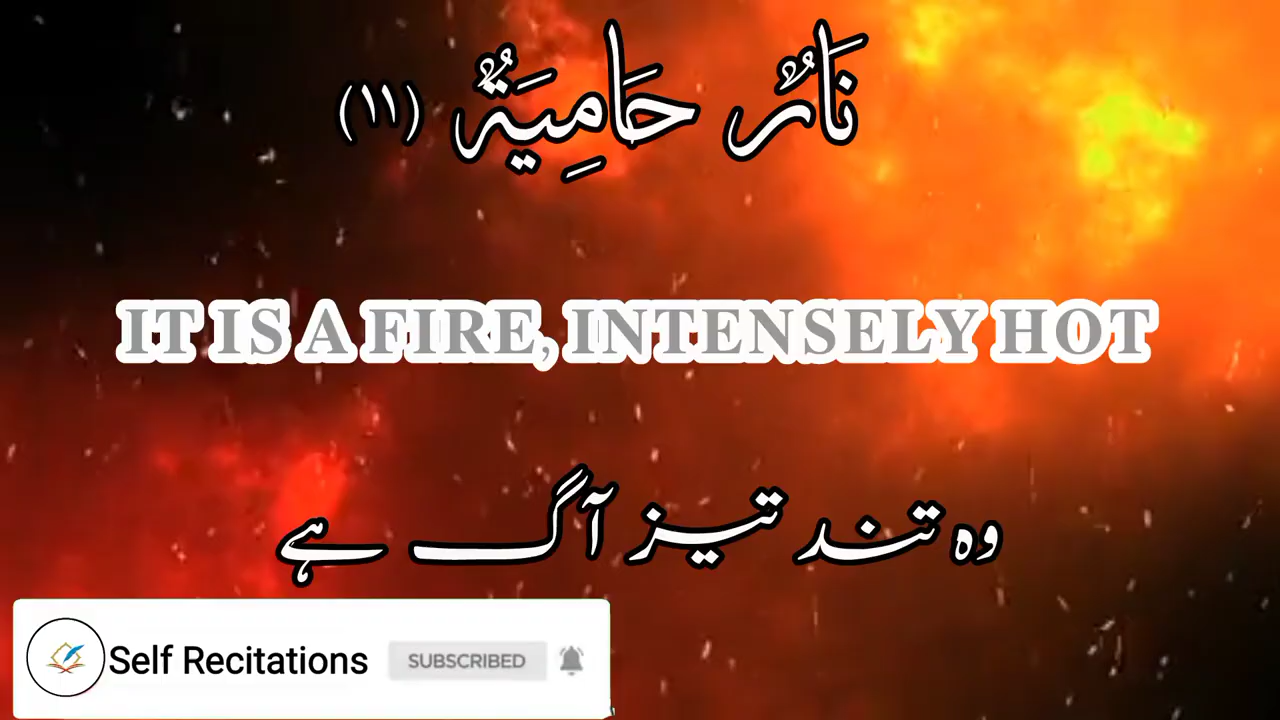 نَارٌ حَامِيَةٌ (١١)
IT IS A FIRE, INTENSELY HOT
وہ تند تیز آگ ہے
Self Recitations SUBSCRIBED